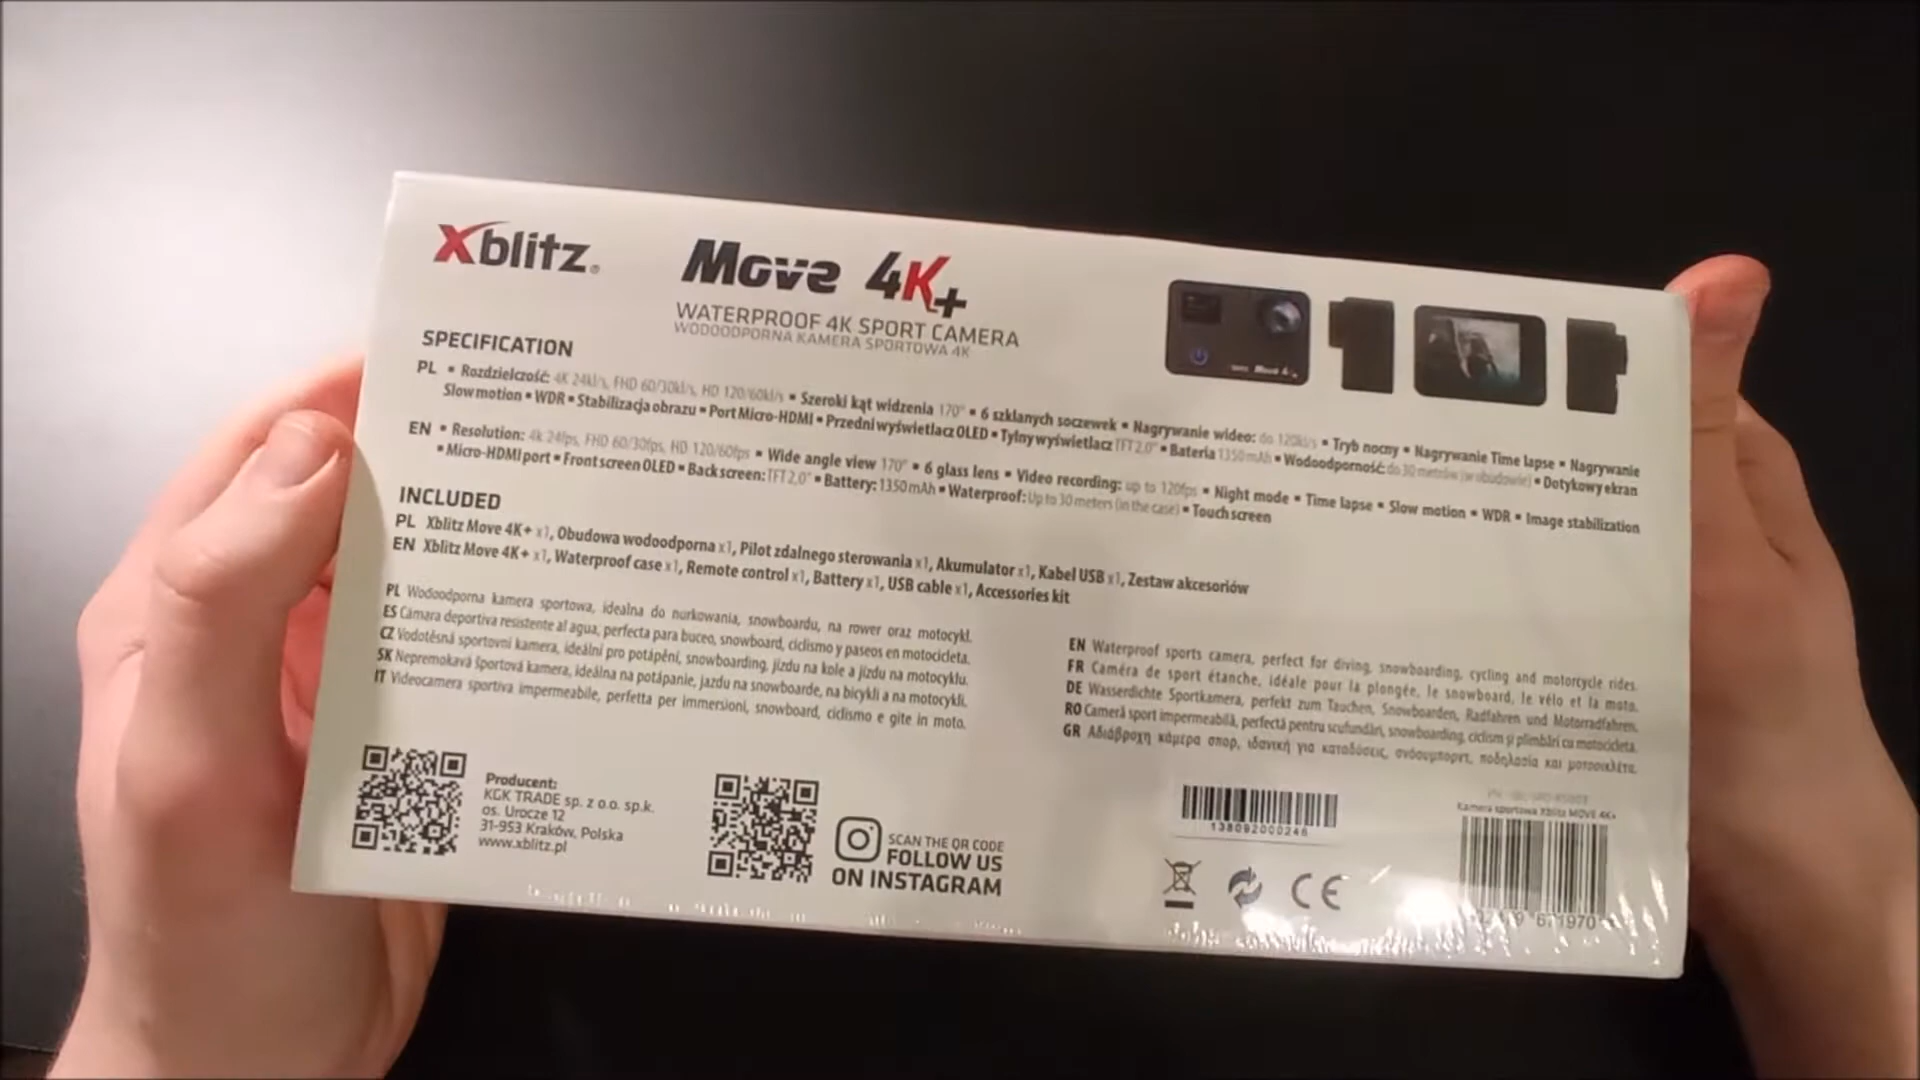 Xblitz®
Move 4K+
WATERPROOF 4K SPORT CAMERA
WODOODPORNA KAMERA SPORTOWA 4K
SPECIFICATION
PL ▪ Rozdzielczość: 4K 24kl/s, FHD 60/30kl/s, HD 120/60kl/s ▪ Szeroki kąt widzenia 170° ▪ 6 szklanych soczewek ▪ Nagrywanie wideo: do 120kl/s ▪ Tryb nocny ▪ Nagrywanie Time lapse ▪ Nagrywanie
Slow motion ▪ WDR ▪ Stabilizacja obrazu ▪ Port Micro-HDMI ▪ Przedni wyświetlacz OLED ▪ Tylny wyświetlacz TFT 2.0" ▪ Bateria 1350 mAh ▪ Wodoodporność: do 30 metrów (w obudowie) ▪ Dotykowy ekran
EN ▪ Resolution: 4k 24fps, FHD 60/30fps, HD 120/60fps ▪ Wide angle view 170° ▪ 6 glass lens ▪ Video recording: up to 120fps ▪ Night mode ▪ Time lapse ▪ Slow motion ▪ WDR ▪ Image stabilization
▪ Micro-HDMI port ▪ Front screen OLED ▪ Back screen: TFT 2.0" ▪ Battery: 1350 mAh ▪ Waterproof: Up to 30 meters (in the case) ▪ Touch screen
INCLUDED
PL Xblitz Move 4K+ x1, Obudowa wodoodporna x1, Pilot zdalnego sterowania x1, Akumulator x1, Kabel USB x1, Zestaw akcesoriów
EN Xblitz Move 4K+ x1, Waterproof case x1, Remote control x1, Battery x1, USB cable x1, Accessories kit
PL Wodoodporna kamera sportowa, idealna do nurkowania, snowboardu, na rower oraz motocykl.
ES Cámara deportiva resistente al agua, perfecta para buceo, snowboard, ciclismo y paseos en motocicleta.
CZ Vodotěsná sportovní kamera, ideální pro potápění, snowboarding, jízdu na kole a jízdu na motocyklu.
SK Nepremokavá športová kamera, ideálna na potápanie, jazdu na snowboarde, na bicykli a na motocykli.
IT Videocamera sportiva impermeabile, perfetta per immersioni, snowboard, ciclismo e gite in moto.
EN Waterproof sports camera, perfect for diving, snowboarding, cycling and motorcycle rides.
FR Caméra de sport étanche, idéale pour la plongée, le snowboard, le vélo et la moto.
DE Wasserdichte Sportkamera, perfekt zum Tauchen, Snowboarden, Radfahren und Motorradfahren.
RO Cameră sport impermeabilă, perfectă pentru scufundări, snowboarding, ciclism și plimbări cu motocicleta.
GR Αδιάβροχη κάμερα σπορ, ιδανική για καταδύσεις, σνόουμπορντ, ποδηλασία και μοτοσικλέτα.
Producent:
KGK TRADE sp. z o.o. sp.k.
os. Urocze 12
31-953 Kraków, Polska
www.xblitz.pl
SCAN THE QR CODE
FOLLOW US
ON INSTAGRAM
138092000246
CE
Kamera sportowa Xblitz MOVE 4K+